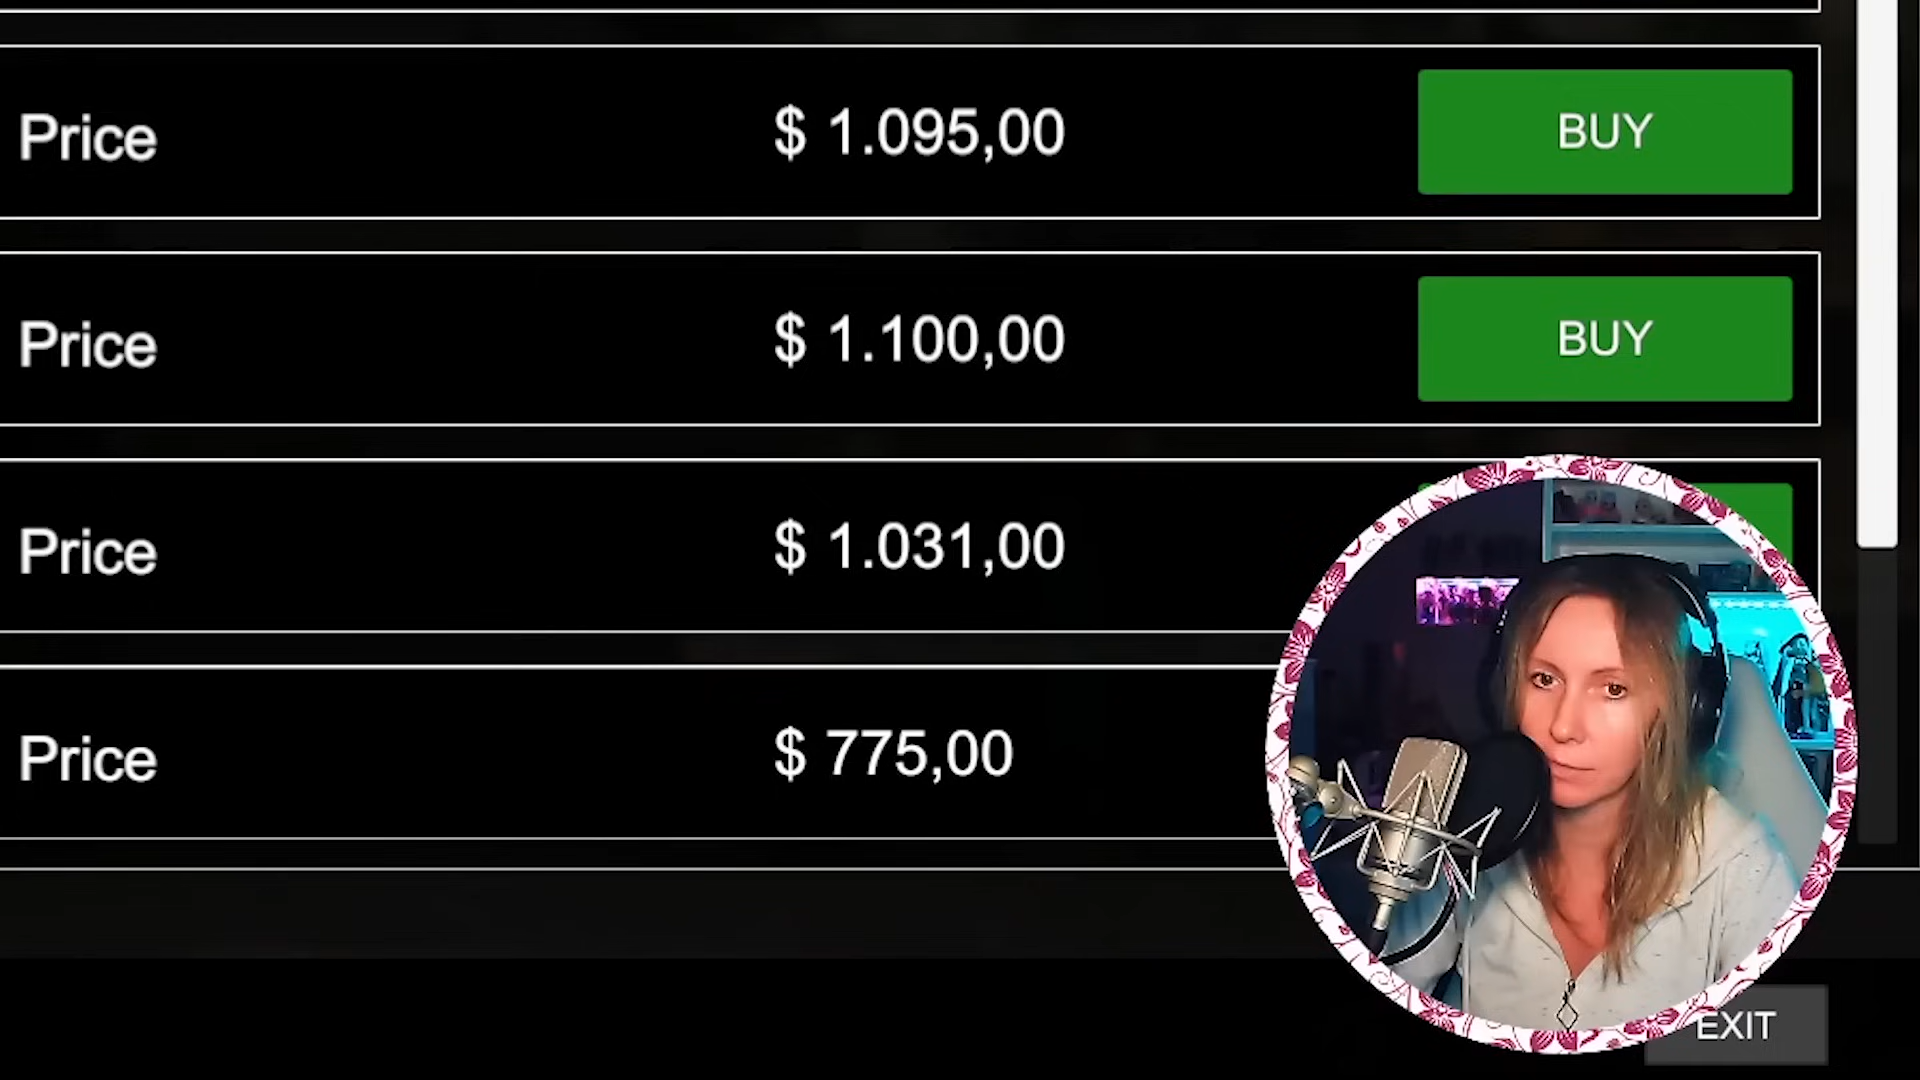 Price $ 1.095,00 BUY
Price $ 1.100,00 BUY
Price $ 1.031,00
Price $ 775,00
EXIT